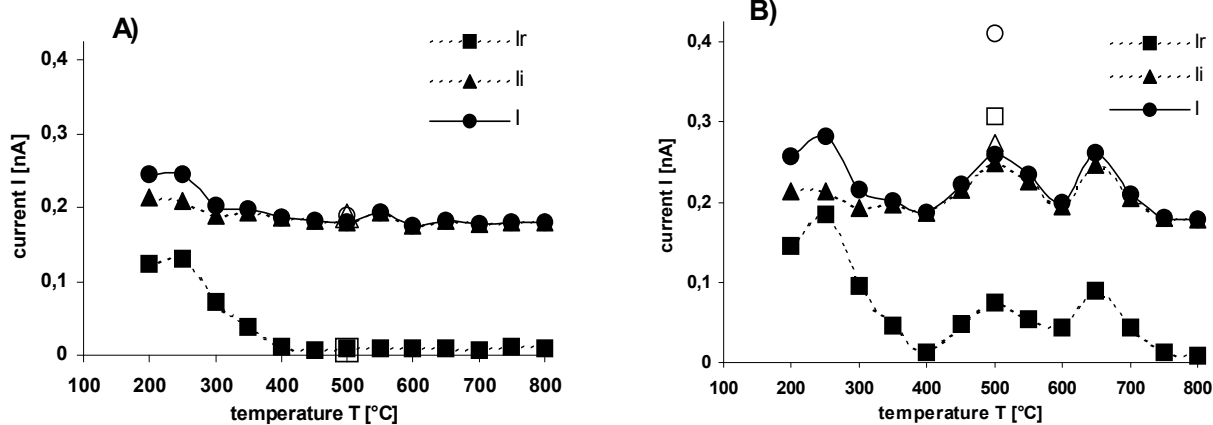 A)
Ir
Ii
I
0,4
0,3
0,2
0,1
0
current I [nA]
100 200 300 400 500 600 700 800
temperature T [°C]
B)
Ir
Ii
I
0,4
0,3
0,2
0,1
0
current I [nA]
100 200 300 400 500 600 700 800
temperature T [°C]